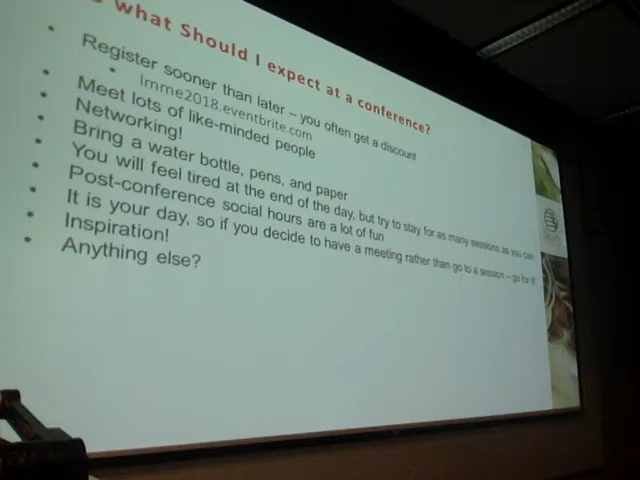 what Should I expect at a conference?
Register sooner than later – you often get a discount
lmme2018.eventbrite.com
Meet lots of like-minded people
Networking!
Bring a water bottle, pens, and paper
You will feel tired at the end of the day, but try to stay for as many sessions as you can
Post-conference social hours are a lot of fun
It is your day, so if you decide to have a meeting rather than go to a session – go for it!
Inspiration!
Anything else?